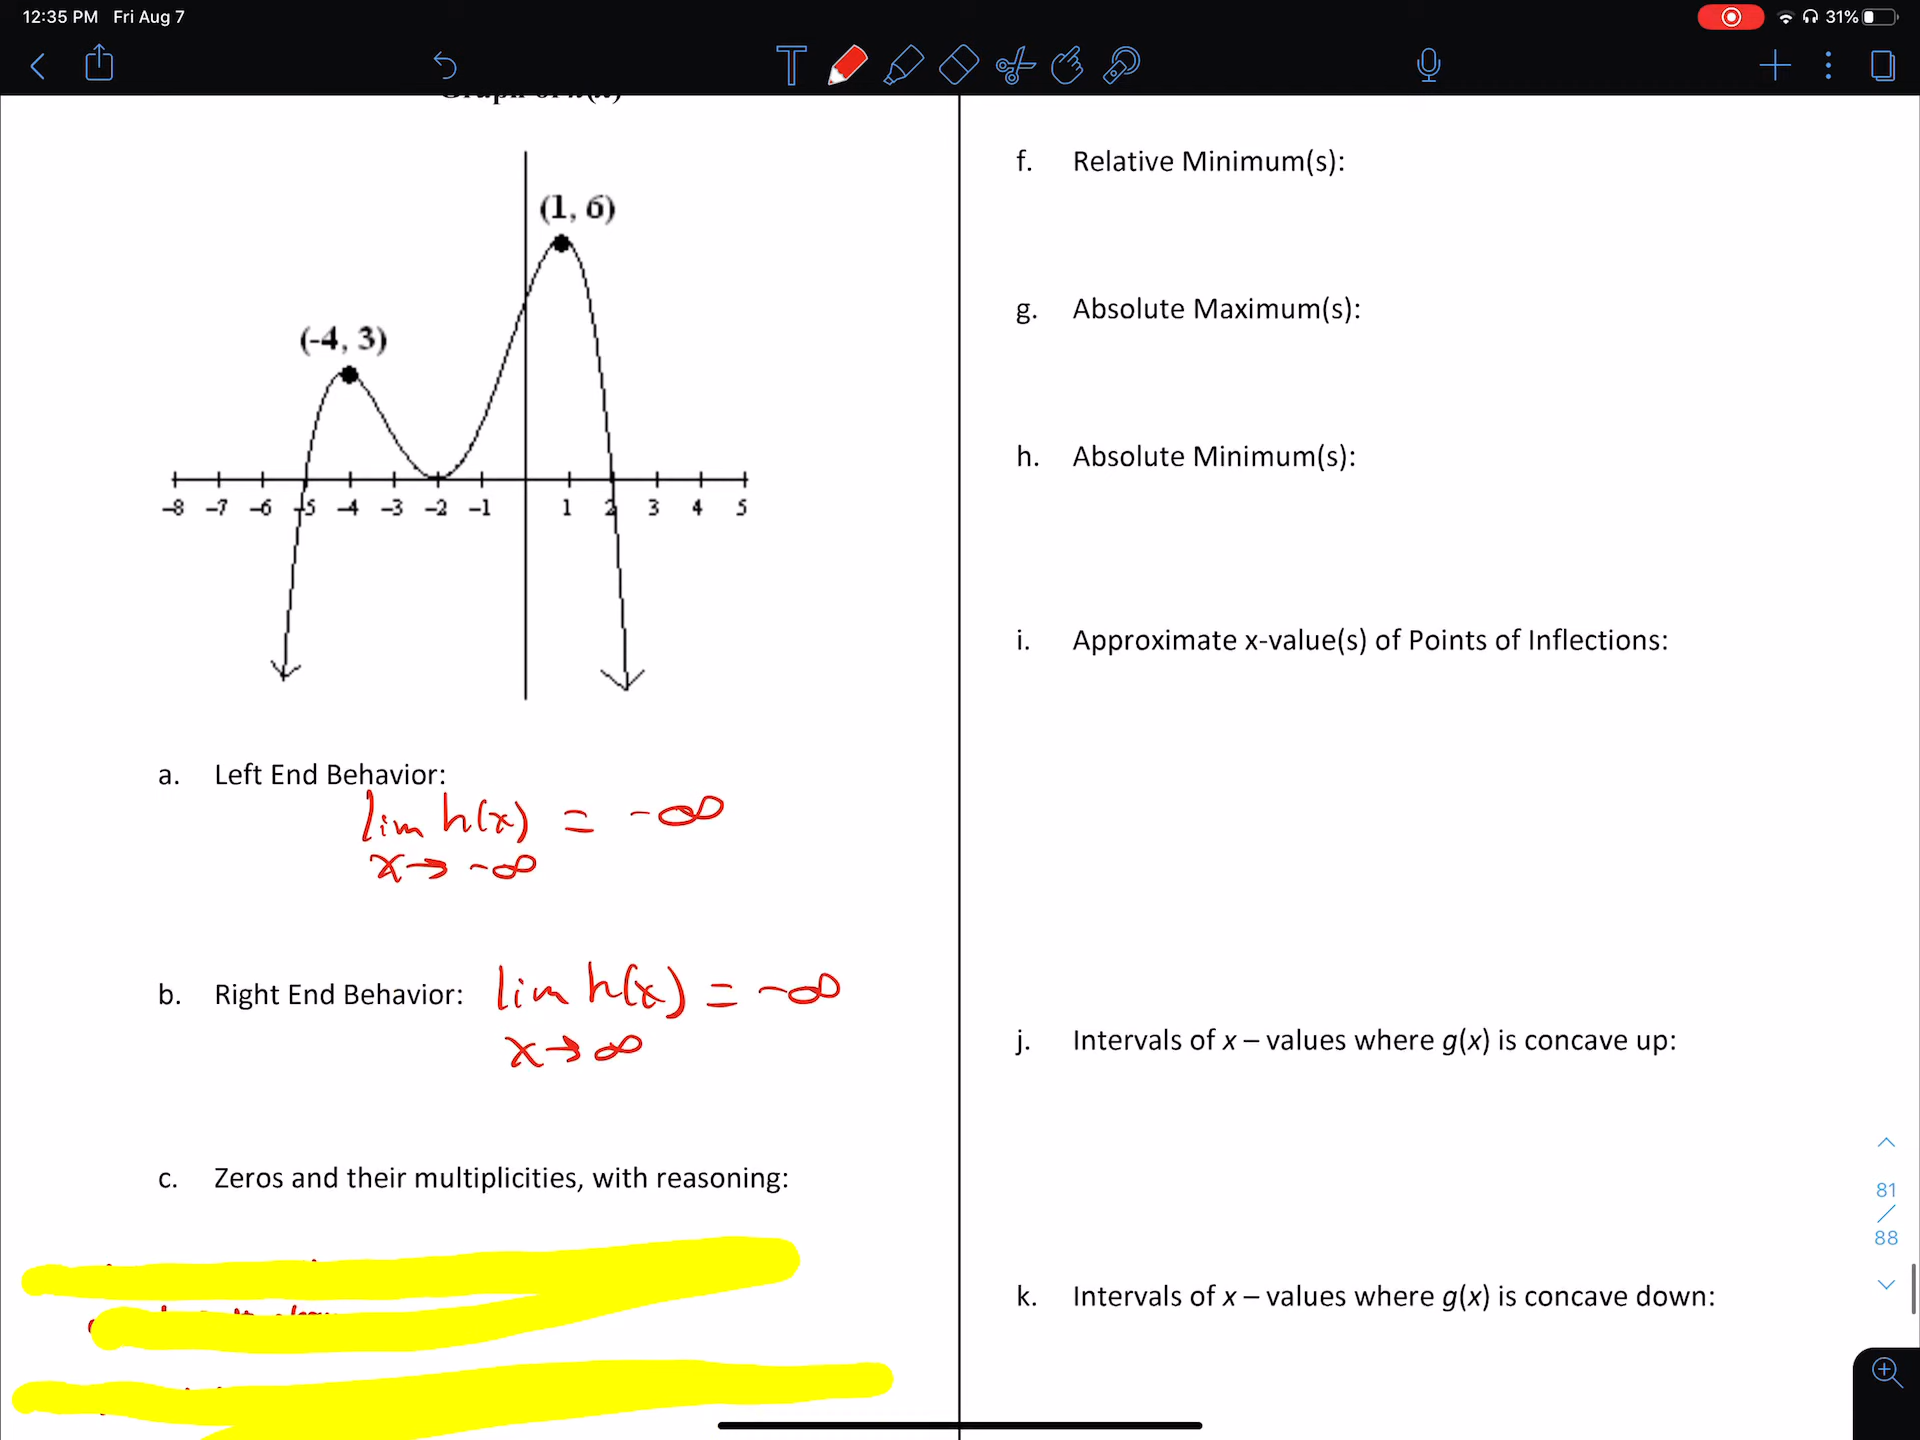 12:35 PM Fri Aug 7
31%
(1, 6)
(-4, 3)
-8 -7 -6 -5 -4 -3 -2 -1 1 2 3 4 5
a. Left End Behavior:
lim h(x) = -∞
x→ -∞
b. Right End Behavior: lim h(x) = -∞
x→∞
c. Zeros and their multiplicities, with reasoning:
f. Relative Minimum(s):
g. Absolute Maximum(s):
h. Absolute Minimum(s):
i. Approximate x-value(s) of Points of Inflections:
j. Intervals of x – values where g(x) is concave up:
k. Intervals of x – values where g(x) is concave down:
81
/
88